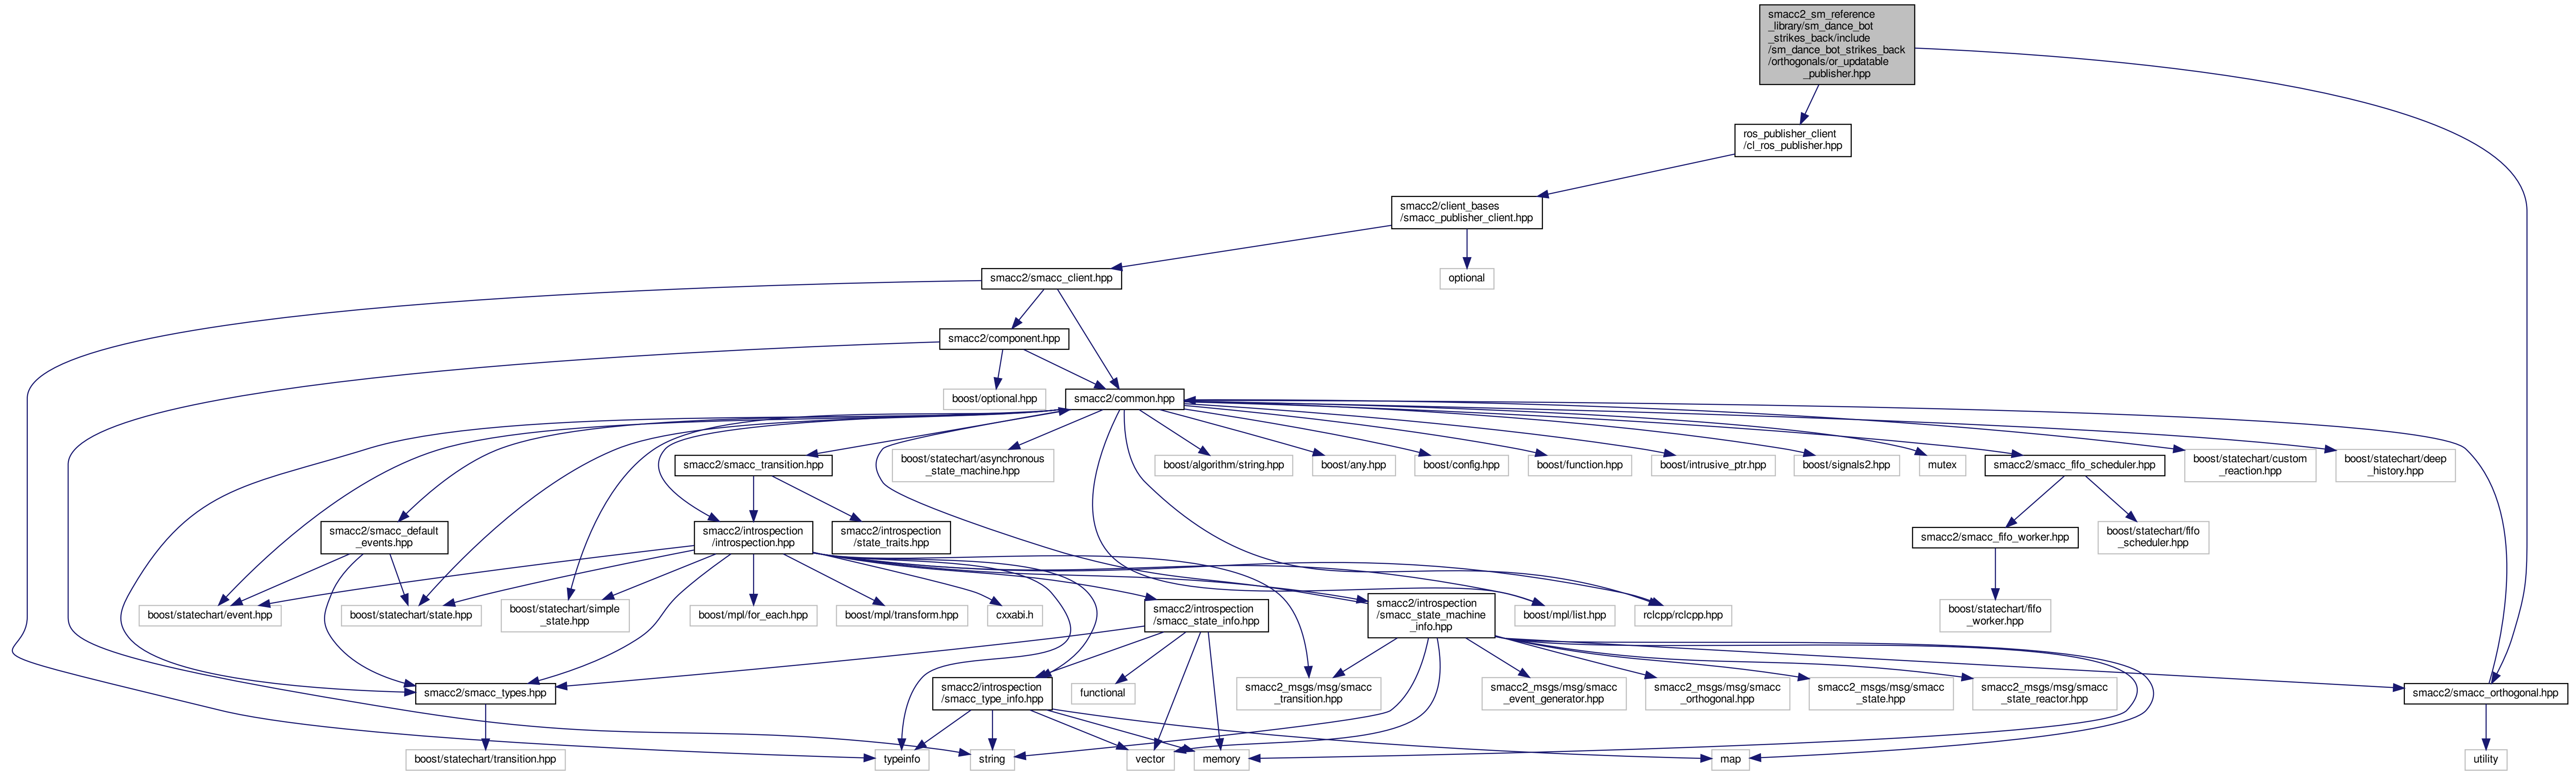 smacc2_sm_reference
_library/sm_dance_bot
_strikes_back/include
/sm_dance_bot_strikes_back
/orthogonals/or_updatable
_publisher.hpp
ros_publisher_client
/cl_ros_publisher.hpp
smacc2/client_bases
/smacc_publisher_client.hpp
smacc2/smacc_client.hpp
optional
smacc2/component.hpp
boost/optional.hpp
smacc2/common.hpp
smacc2/smacc_transition.hpp
boost/statechart/asynchronous
_state_machine.hpp
boost/algorithm/string.hpp
boost/any.hpp
boost/config.hpp
boost/function.hpp
boost/intrusive_ptr.hpp
boost/signals2.hpp
mutex
smacc2/smacc_fifo_scheduler.hpp
boost/statechart/custom
_reaction.hpp
boost/statechart/deep
_history.hpp
smacc2/smacc_default
_events.hpp
smacc2/introspection
/introspection.hpp
smacc2/introspection
/state_traits.hpp
smacc2/smacc_fifo_worker.hpp
boost/statechart/fifo
_scheduler.hpp
boost/statechart/event.hpp
boost/statechart/state.hpp
boost/statechart/simple
_state.hpp
boost/mpl/for_each.hpp
boost/mpl/transform.hpp
cxxabi.h
smacc2/introspection
/smacc_state_info.hpp
smacc2/introspection
/smacc_state_machine
_info.hpp
boost/mpl/list.hpp
rclcpp/rclcpp.hpp
boost/statechart/fifo
_worker.hpp
smacc2/smacc_types.hpp
smacc2/introspection
/smacc_type_info.hpp
functional
smacc2_msgs/msg/smacc
_transition.hpp
smacc2_msgs/msg/smacc
_event_generator.hpp
smacc2_msgs/msg/smacc
_orthogonal.hpp
smacc2_msgs/msg/smacc
_state.hpp
smacc2_msgs/msg/smacc
_state_reactor.hpp
smacc2/smacc_orthogonal.hpp
boost/statechart/transition.hpp
typeinfo
string
vector
memory
map
utility